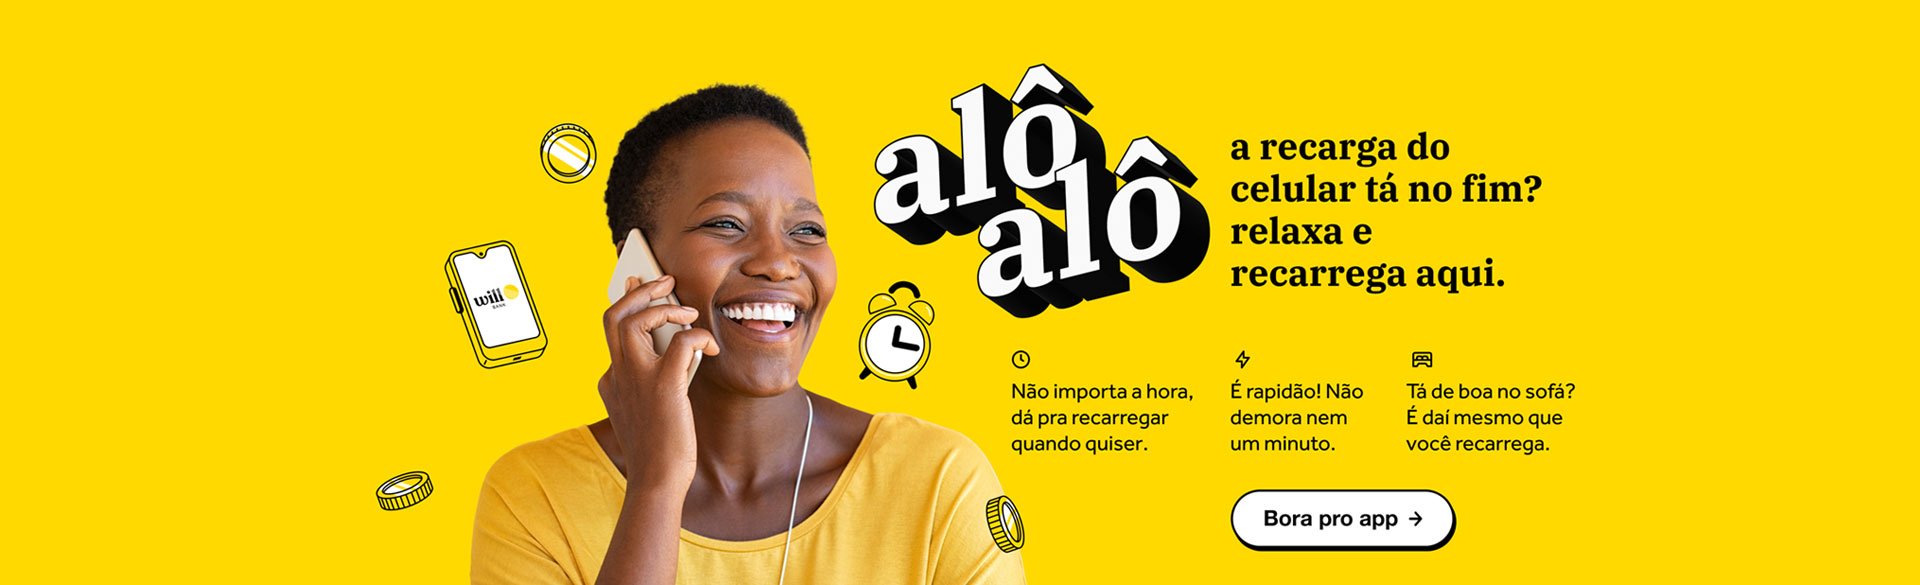 alô
alô
a recarga do
celular tá no fim?
relaxa e
recarrega aqui.
will
BANK
Não importa a hora,
dá pra recarregar
quando quiser.
É rapidão! Não
demora nem
um minuto.
Tá de boa no sofá?
É daí mesmo que
você recarrega.
Bora pro app →